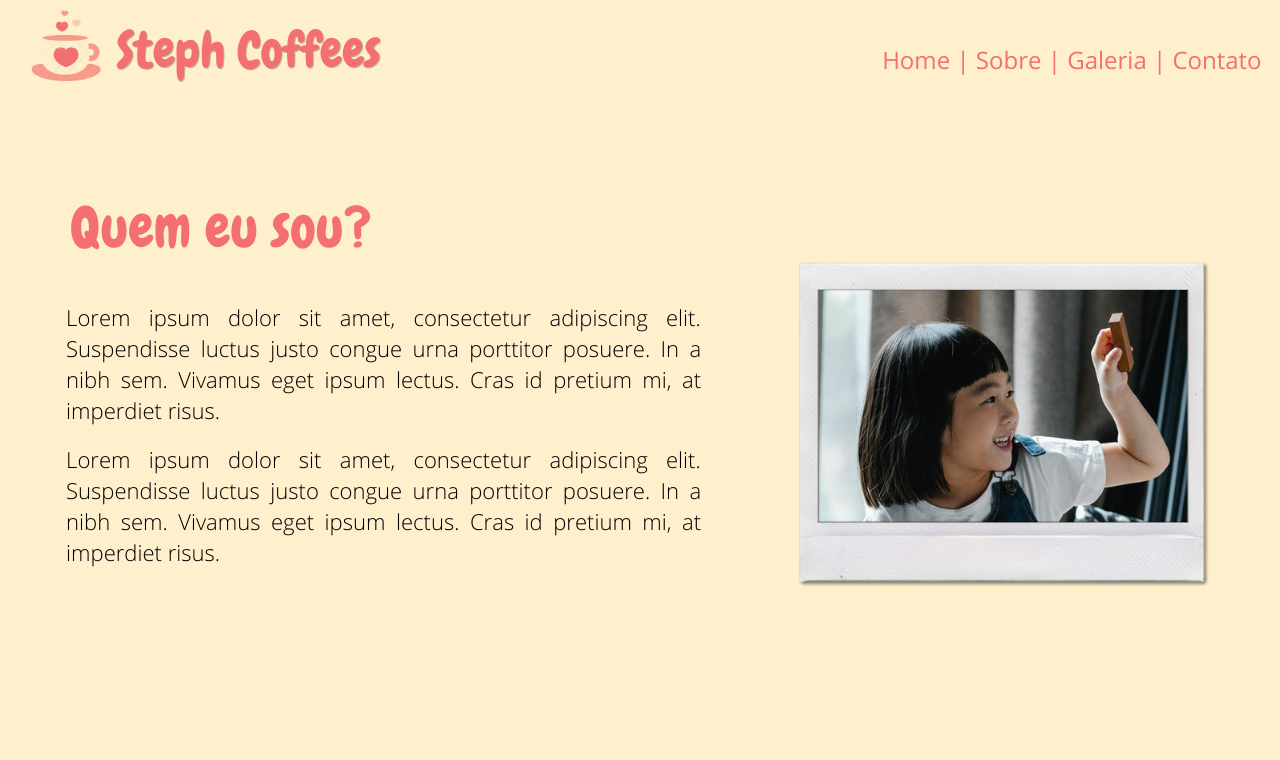 Steph Coffees
Home | Sobre | Galeria | Contato
Quem eu sou?
Lorem ipsum dolor sit amet, consectetur adipiscing elit.
Suspendisse luctus justo congue urna porttitor posuere. In a
nibh sem. Vivamus eget ipsum lectus. Cras id pretium mi, at
imperdiet risus.
Lorem ipsum dolor sit amet, consectetur adipiscing elit.
Suspendisse luctus justo congue urna porttitor posuere. In a
nibh sem. Vivamus eget ipsum lectus. Cras id pretium mi, at
imperdiet risus.